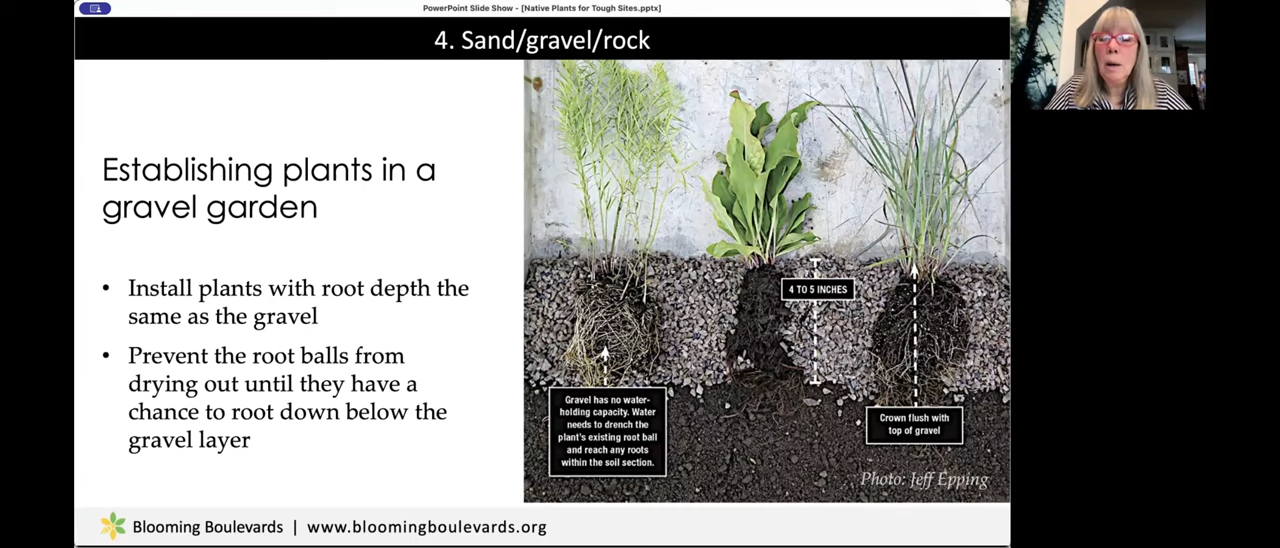 PowerPoint Slide Show - [Native Plants for Tough Sites.pptx]
4. Sand/gravel/rock
Establishing plants in a
gravel garden
• Install plants with root depth the
same as the gravel
• Prevent the root balls from
drying out until they have a
chance to root down below the
gravel layer
4 TO 5 INCHES
Gravel has no water-
holding capacity. Water
needs to drench the
plant's existing root ball
and reach any roots
within the soil section.
Crown flush with
top of gravel
Photo: Jeff Epping
Blooming Boulevards | www.bloomingboulevards.org